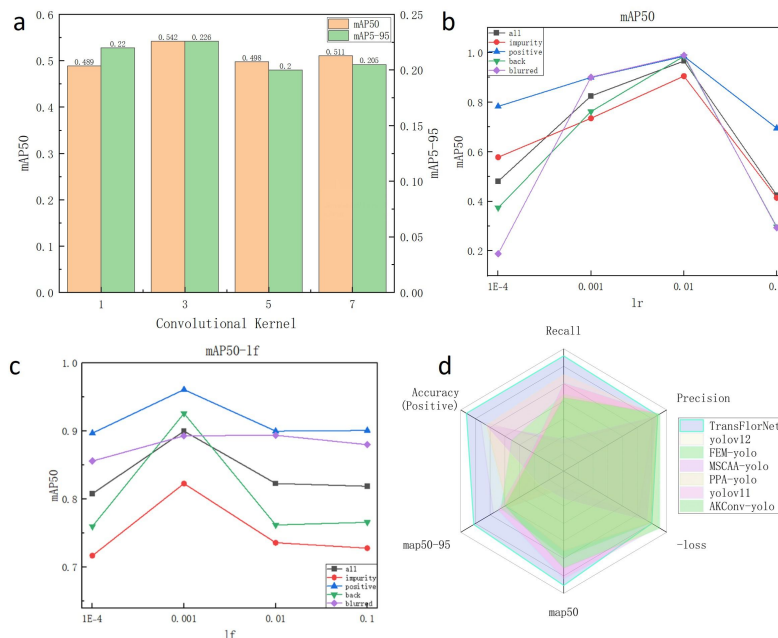 a
0.6
0.5
0.4
0.3
0.2
0.1
0.0
mAP50
0.489
0.22
0.542
0.226
0.498
0.2
0.511
0.205
mAP50
mAP5-95
0.25
0.20
0.15
0.10
0.05
0.00
mAP5-95
1 3 5 7
Convolutional Kernel
b
mAP50
all
impurity
positive
back
blurred
1.0
0.8
0.6
0.4
0.2
mAP50
1E-4 0.001 0.01 0.
lr
c
mAP50-lf
1.0
0.9
0.8
0.7
mAP50
all
impurity
positive
back
blurred
1E-4 0.001 0.01 0.1
lf
d
Recall
Accuracy
(Positive)
Precision
TransFlorNet
yolov12
FEM-yolo
MSCAA-yolo
PPA-yolo
yolov11
AKConv-yolo
map50-95
-loss
map50